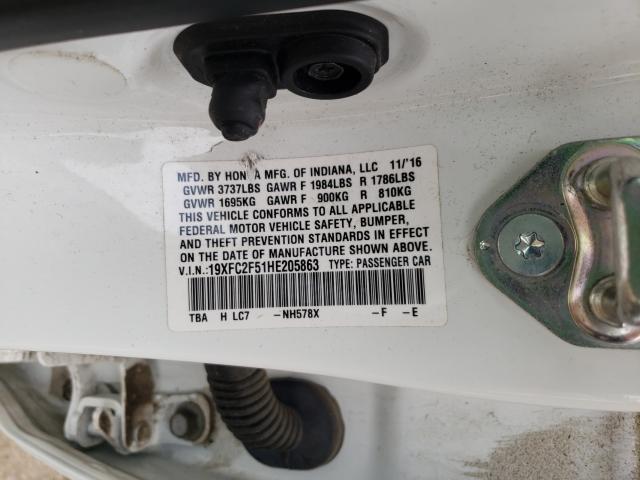 MFD. BY HON A MFG. OF INDIANA, LLC 11/'16
GVWR 3737LBS GAWR F 1984LBS R 1786LBS
GVWR 1695KG GAWR F 900KG R 810KG
THIS VEHICLE CONFORMS TO ALL APPLICABLE
FEDERAL MOTOR VEHICLE SAFETY, BUMPER,
AND THEFT PREVENTION STANDARDS IN EFFECT
ON THE DATE OF MANUFACTURE SHOWN ABOVE.
V.I.N.:19XFC2F51HE205863 TYPE: PASSENGER CAR
TBA H LC7 –NH578X –F –E